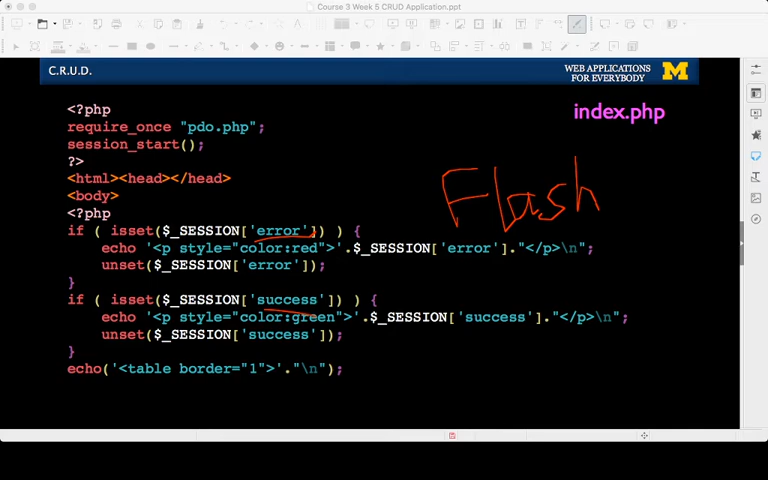 Course 3 Week 5 CRUD Application.ppt
C.R.U.D.
WEB APPLICATIONS
FOR EVERYBODY
M
index.php
<?php
require_once "pdo.php";
session_start();
?>
<html><head></head>
<body>
<?php
Flash
if ( isset($_SESSION['error']) ) {
echo '<p style="color:red">'.$_SESSION['error']."</p>\n";
unset($_SESSION['error']);
}
if ( isset($_SESSION['success']) ) {
echo '<p style="color:green">'.$_SESSION['success']."</p>\n";
unset($_SESSION['success']);
}
echo('<table border="1">'."\n");